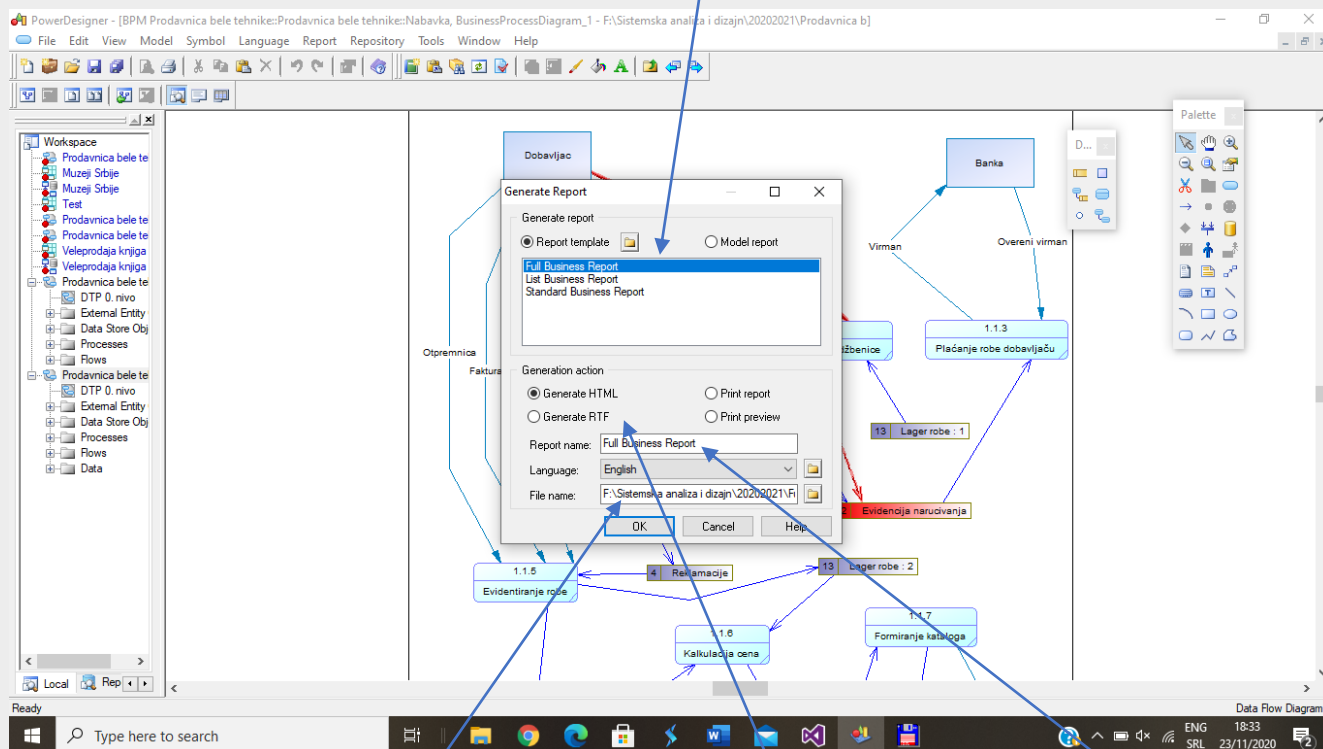 PowerDesigner - [BPM Prodavnica bele tehnike::Prodavnica bele tehnike::Nabavka, BusinessProcessDiagram_1 - F:\Sistemska analiza i dizajn\20202021\Prodavnica b]
File Edit View Model Symbol Language Report Repository Tools Window Help
Workspace
Prodavnica bele te
Muzeji Srbije
Muzeji Srbije
Test
Prodavnica bele te
Prodavnica bele te
Veleprodaja knjiga
Veleprodaja knjiga
Prodavnica bele te
DTP 0. nivo
External Entity
Data Store Obj
Processes
Flows
Prodavnica bele te
DTP 0. nivo
External Entity
Data Store Obj
Processes
Flows
Data
Local Rep
Dobavljac
Banka
D...
Palette
Virman
Overeni virman
Otpremnica
Faktura
džbenice
1.1.3
Plaćanje robe dobavljaču
13 Lager robe : 1
2 Evidencija narucivanja
1.1.5
Evidentiranje robe
4 Reklamacije
13 Lager robe : 2
1.1.6
Kalkulacija cena
1.1.7
Formiranje kataloga
Generate Report
Generate report
Report template Model report
Full Business Report
List Business Report
Standard Business Report
Generation action
Generate HTML Print report
Generate RTF Print preview
Report name: Full Business Report
Language: English
File name: F:\Sistemska analiza i dizajn\20202021\F
OK Cancel Help
Ready
Data Flow Diagram
Type here to search
ENG
SRL
18:33
23/11/2020
2